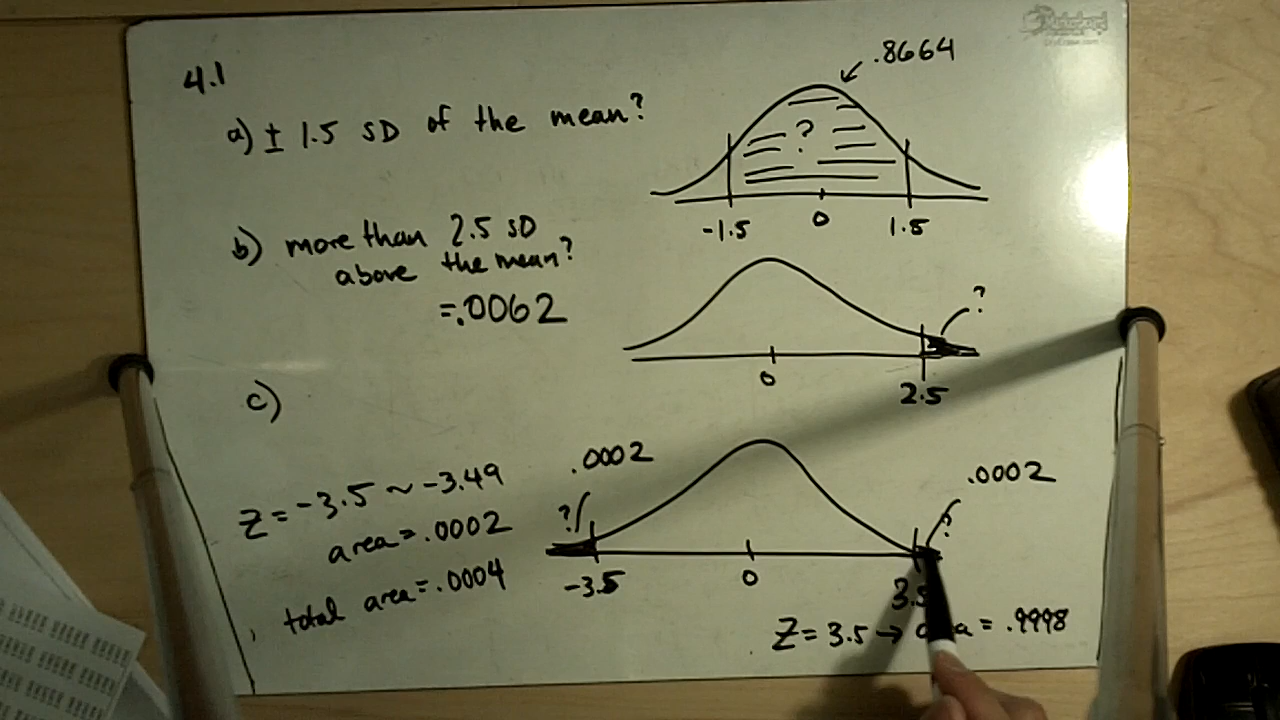 4.1
a) ± 1.5 SD of the mean?
.8664
?
-1.5 0 1.5
b) more than 2.5 SD
above the mean?
=.0062
?
0 2.5
c)
.0002
.0002
Z = -3.5 ~ -3.49
area = .0002
total area = .0004
?
?
-3.5 0
Z = 3.5 → = .9998